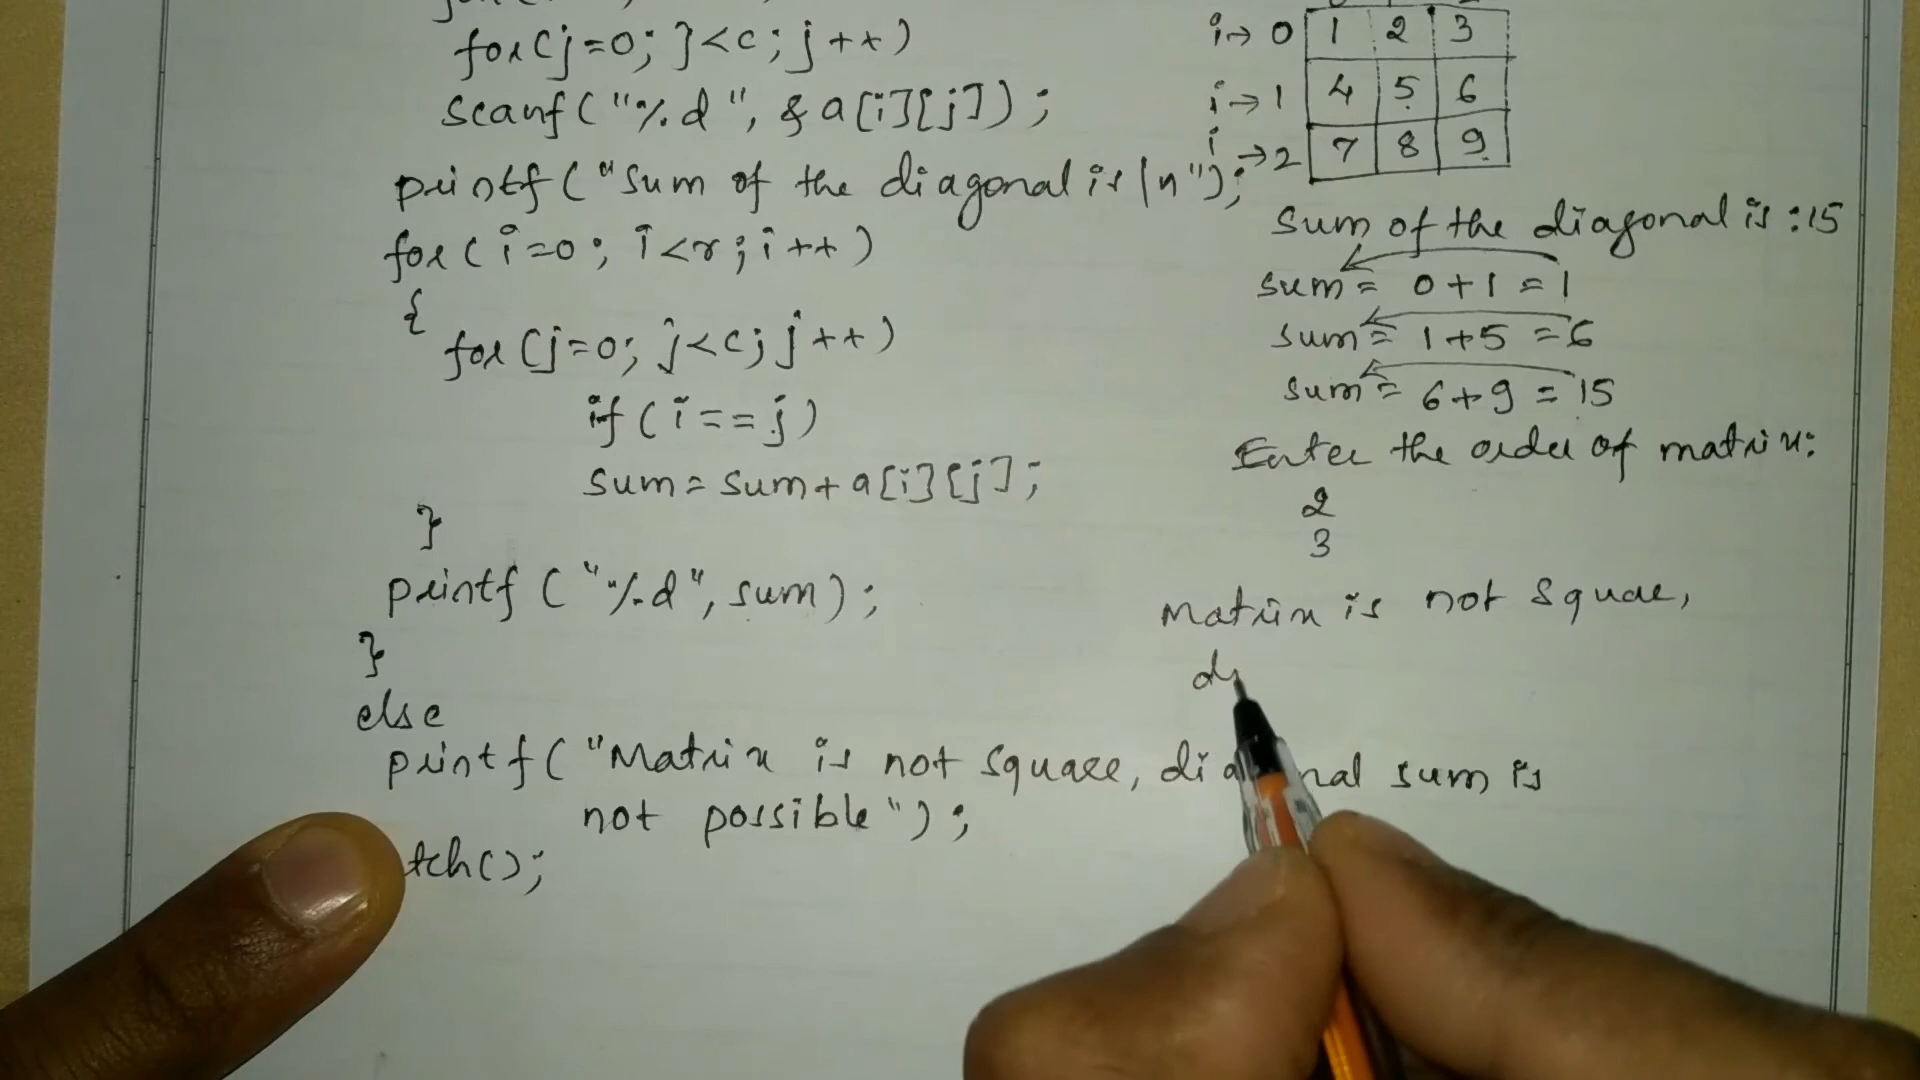 for(j=0; j<c; j++)
scanf("%d", &a[i][j]);
printf("Sum of the diagonal is \n");
for(i=0; i<r; i++)
{
for(j=0; j<c; j++)
if(i==j)
sum=sum+a[i][j];
}
printf("%d", sum);
}
else
printf("Matrix is not square, di nal sum is
not possible");
tch();
i→ 0 1 2 3
i→1 4 5 6
i→2 7 8 9
Sum of the diagonal is:15
sum= 0+1=1
sum= 1+5=6
sum= 6+9=15
Enter the order of matrix:
2
3
Matrix is not square,
di